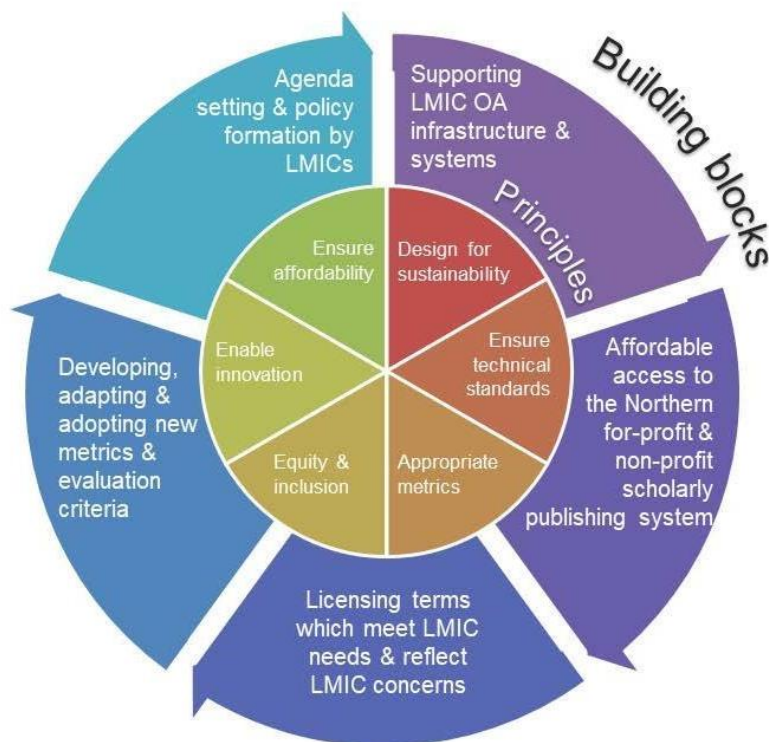 Building blocks
Principles
Agenda
setting & policy
formation by
LMICs
Supporting
LMIC OA
infrastructure &
systems
Affordable
access to
the Northern
for-profit &
non-profit
scholarly
publishing system
Licensing terms
which meet LMIC
needs & reflect
LMIC concerns
Developing,
adapting &
adopting new
metrics &
evaluation
criteria
Ensure
affordability
Design for
sustainability
Ensure
technical
standards
Appropriate
metrics
Equity &
inclusion
Enable
innovation